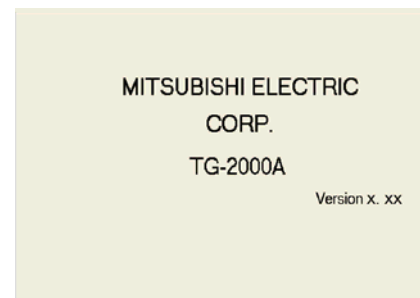 MITSUBISHI ELECTRIC
CORP.
TG-2000A
Version x. xx